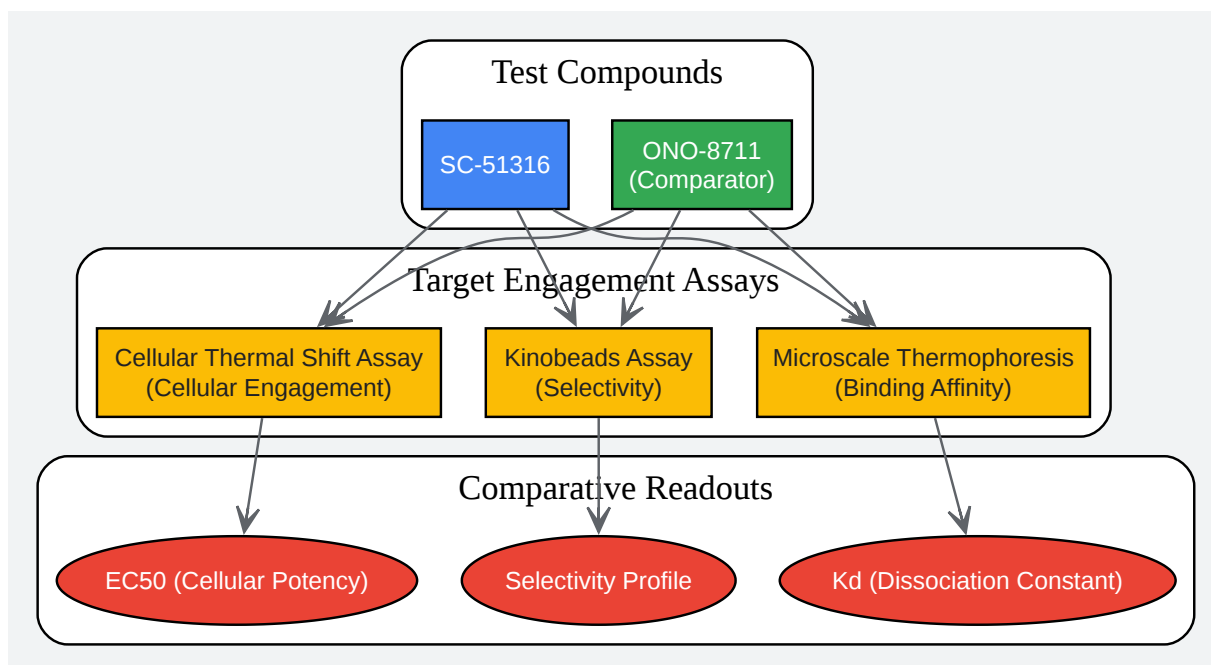 Test Compounds
SC-51316
ONO-8711
(Comparator)
Target Engagement Assays
Cellular Thermal Shift Assay
(Cellular Engagement)
Kinobeads Assay
(Selectivity)
Microscale Thermophoresis
(Binding Affinity)
Comparative Readouts
EC50 (Cellular Potency)
Selectivity Profile
Kd (Dissociation Constant)